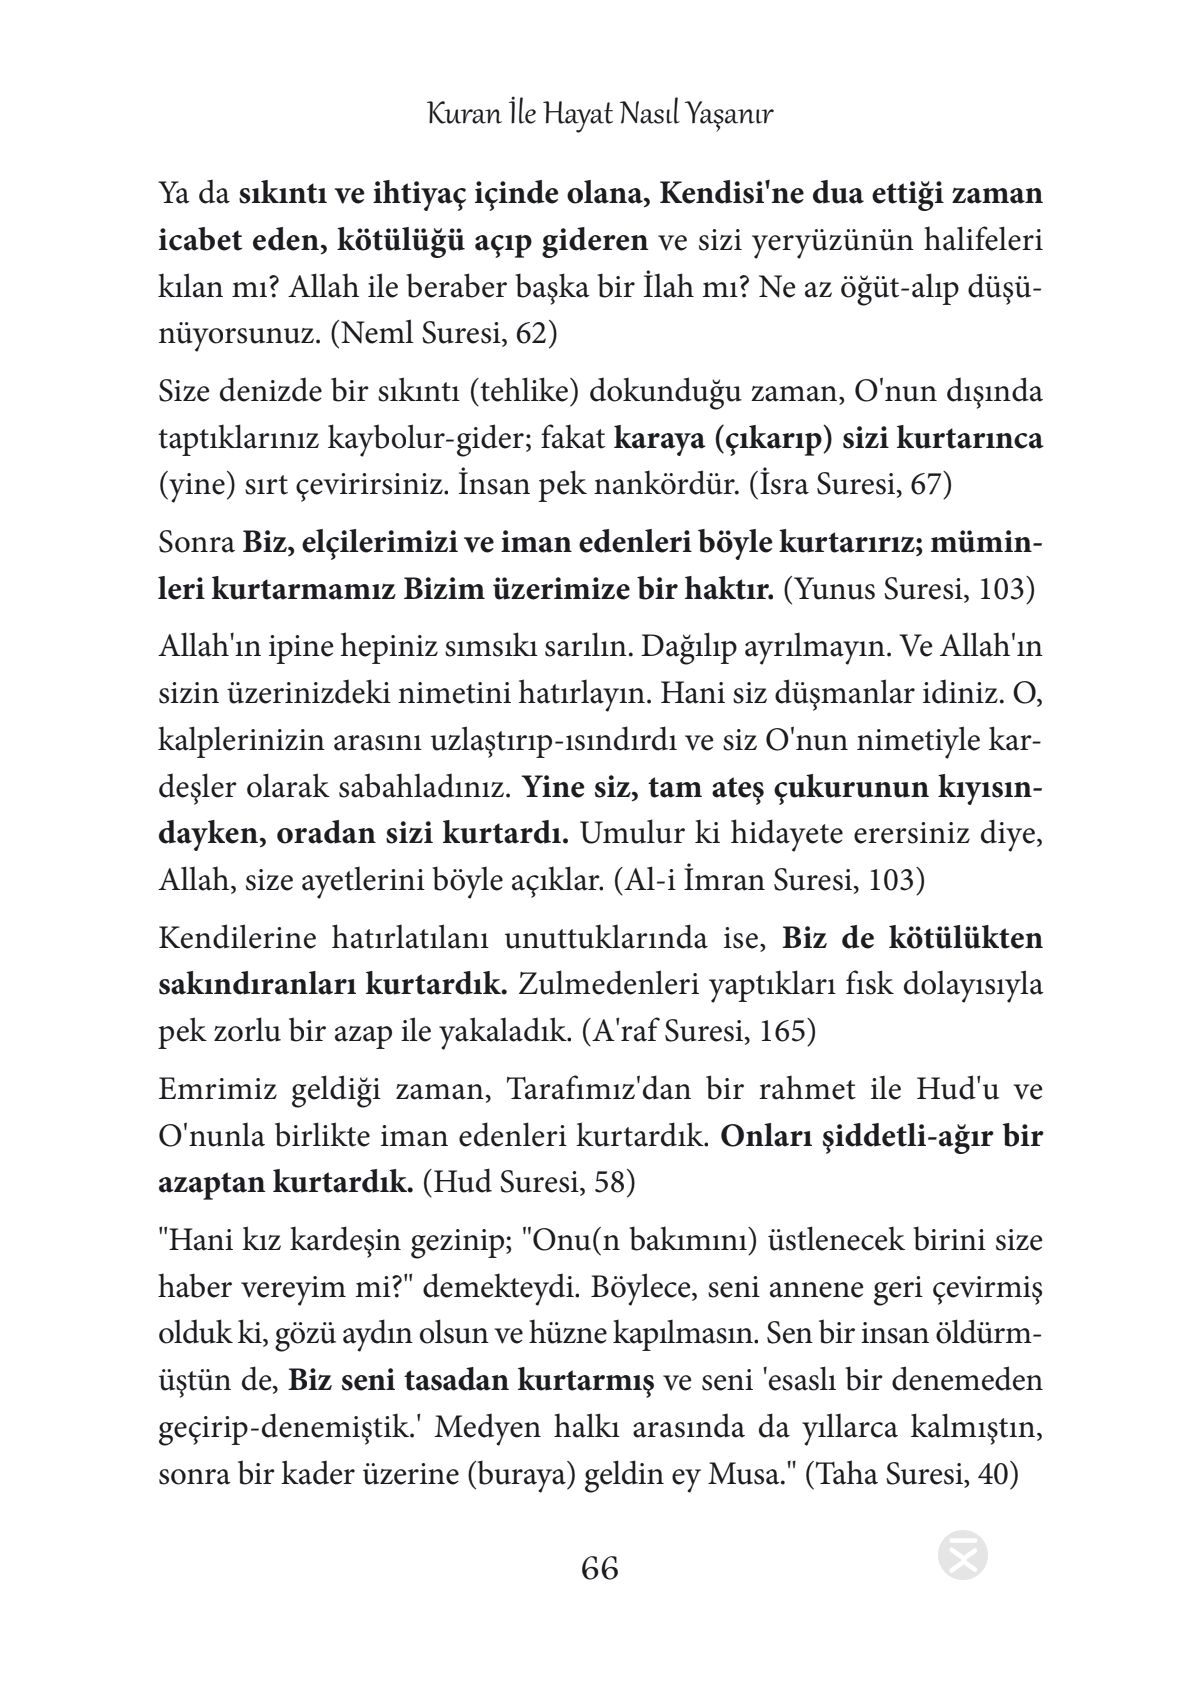 Kuran İle Hayat Nasıl Yaşanır
Ya da sıkıntı ve ihtiyaç içinde olana, Kendisi'ne dua ettiği zaman
icabet eden, kötülüğü açıp gideren ve sizi yeryüzünün halifeleri
kılan mı? Allah ile beraber başka bir İlah mı? Ne az öğüt-alıp düşü-
nüyorsunuz. (Neml Suresi, 62)
Size denizde bir sıkıntı (tehlike) dokunduğu zaman, O'nun dışında
taptıklarınız kaybolur-gider; fakat karaya (çıkarıp) sizi kurtarınca
(yine) sırt çevirirsiniz. İnsan pek nankördür. (İsra Suresi, 67)
Sonra Biz, elçilerimizi ve iman edenleri böyle kurtarırız; mümin-
leri kurtarmamız Bizim üzerimize bir haktır. (Yunus Suresi, 103)
Allah'ın ipine hepiniz sımsıkı sarılın. Dağılıp ayrılmayın. Ve Allah'ın
sizin üzerinizdeki nimetini hatırlayın. Hani siz düşmanlar idiniz. O,
kalplerinizin arasını uzlaştırıp-ısındırdı ve siz O'nun nimetiyle kar-
deşler olarak sabahladınız. Yine siz, tam ateş çukurunun kıyısın-
dayken, oradan sizi kurtardı. Umulur ki hidayete erersiniz diye,
Allah, size ayetlerini böyle açıklar. (Al-i İmran Suresi, 103)
Kendilerine hatırlatılanı unuttuklarında ise, Biz de kötülükten
sakındıranları kurtardık. Zulmedenleri yaptıkları fısk dolayısıyla
pek zorlu bir azap ile yakaladık. (A'raf Suresi, 165)
Emrimiz geldiği zaman, Tarafımız'dan bir rahmet ile Hud'u ve
O'nunla birlikte iman edenleri kurtardık. Onları şiddetli-ağır bir
azaptan kurtardık. (Hud Suresi, 58)
"Hani kız kardeşin gezinip; "Onu(n bakımını) üstlenecek birini size
haber vereyim mi?" demekteydi. Böylece, seni annene geri çevirmiş
olduk ki, gözü aydın olsun ve hüzne kapılmasın. Sen bir insan öldürm-
üştün de, Biz seni tasadan kurtarmış ve seni 'esaslı bir denemeden
geçirip-denemiştik.' Medyen halkı arasında da yıllarca kalmıştın,
sonra bir kader üzerine (buraya) geldin ey Musa." (Taha Suresi, 40)
66